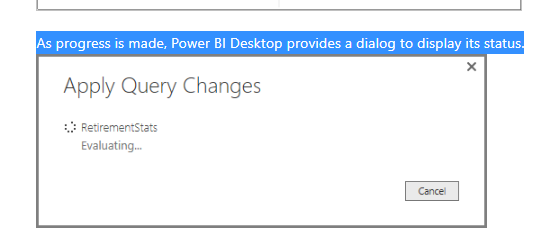 As progress is made, Power BI Desktop provides a dialog to display its status.
Apply Query Changes
RetirementStats
Evaluating...
Cancel